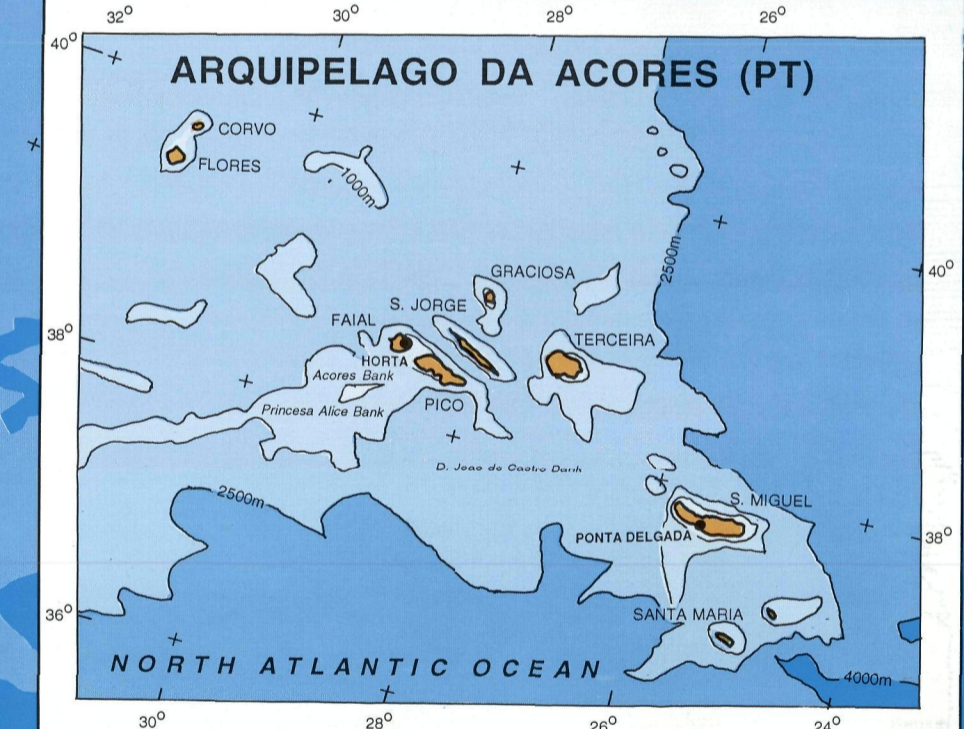 32° 30° 28° 26°
40°
ARQUIPELAGO DA ACORES (PT)
CORVO
FLORES
1000m
2500m
GRACIOSA
40°
S. JORGE
FAIAL
38°
TERCEIRA
HORTA
Acores Bank
PICO
Princesa Alice Bank
D. Joao de Castro Bank
2500m
S. MIGUEL
PONTA DELGADA
38°
36°
SANTA MARIA
NORTH ATLANTIC OCEAN
4000m
30° 28° 26° 24°